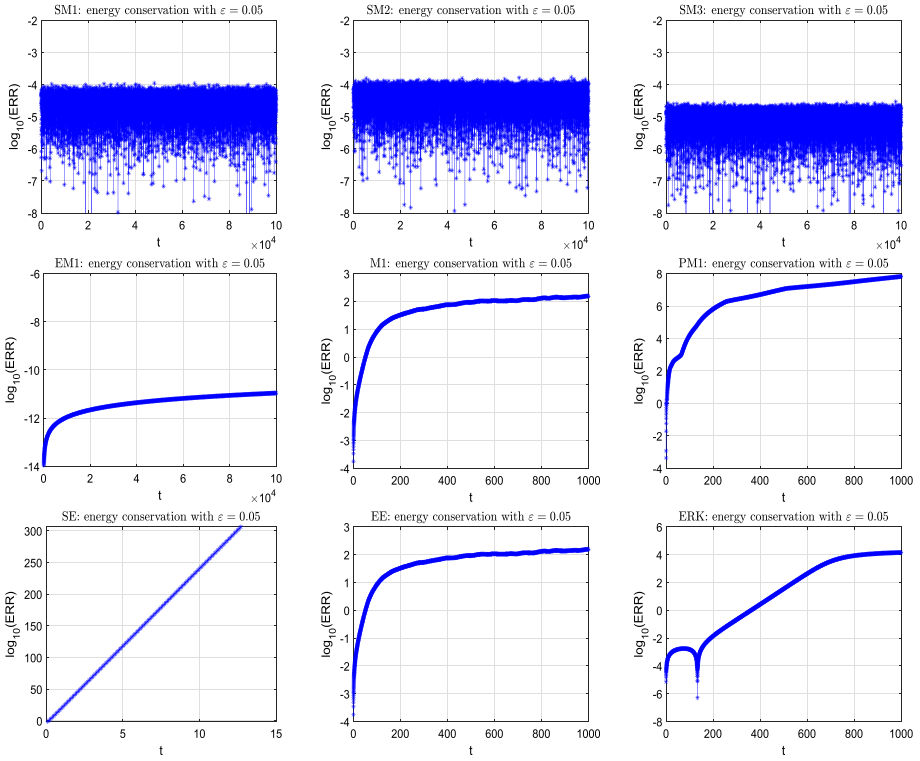 SM1: energy conservation with ε = 0.05
-2
-3
-4
-5
-6
-7
-8
log10(ERR)
0 2 4 6 8 10
t
×10^4
SM2: energy conservation with ε = 0.05
-2
-3
-4
-5
-6
-7
-8
log10(ERR)
0 2 4 6 8 10
t
×10^4
SM3: energy conservation with ε = 0.05
-2
-3
-4
-5
-6
-7
-8
log10(ERR)
0 2 4 6 8 10
t
×10^4
EM1: energy conservation with ε = 0.05
-6
-8
-10
-12
-14
log10(ERR)
0 2 4 6 8 10
t
×10^4
M1: energy conservation with ε = 0.05
3
2
1
0
-1
-2
-3
-4
log10(ERR)
0 200 400 600 800 1000
t
PM1: energy conservation with ε = 0.05
8
6
4
2
0
-2
-4
log10(ERR)
0 200 400 600 800 1000
t
SE: energy conservation with ε = 0.05
300
250
200
150
100
50
0
log10(ERR)
0 5 10 15
t
EE: energy conservation with ε = 0.05
3
2
1
0
-1
-2
-3
-4
log10(ERR)
0 200 400 600 800 1000
t
ERK: energy conservation with ε = 0.05
6
4
2
0
-2
-4
-6
-8
log10(ERR)
0 200 400 600 800 1000
t